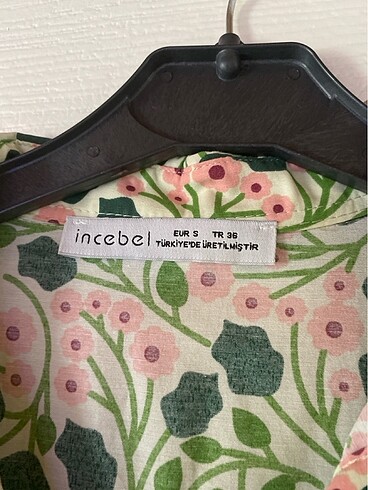 incebel
EUR S TR 36
TÜRKİYE'DE ÜRETİLMİŞTİR